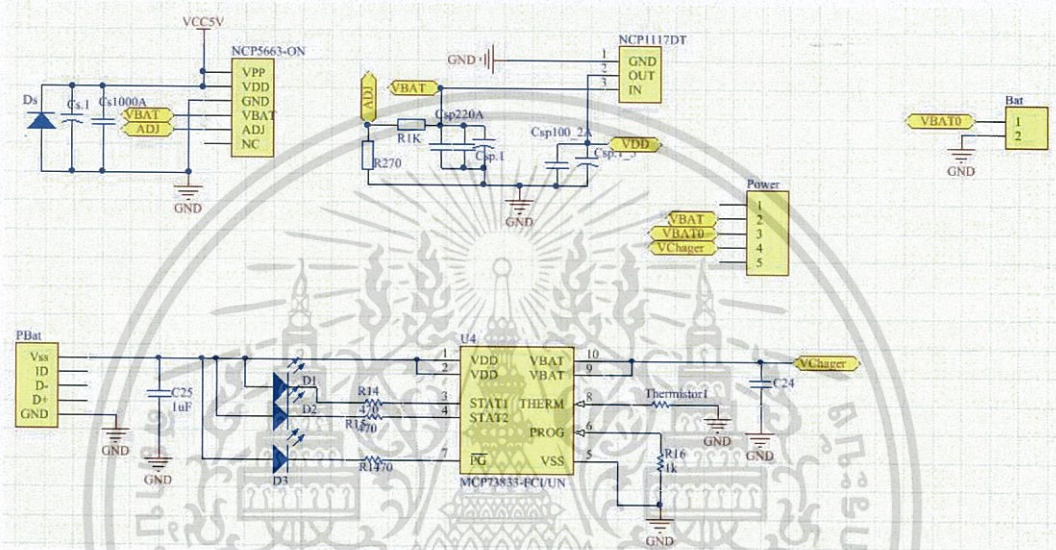 VCC5V
NCP5663-ON
VPP
VDD
GND
VBAT
ADJ
NC
Ds
Cs.1
Cs1000A
VBAT
ADJ
GND
ADJ
VBAT
GND
NCP1117DT
1 GND
2 OUT
3 IN
Csp220A
R1K
Csp.1
R270
Csp100_2A
VDD
GND
Bat
VBAT0
1
2
GND
Power
1
VBAT 2
VBAT0 3
VChager 4
5
PBat
Vss
ID
D-
D+
GND
GND
C25
1uF
GND
D1
D2
D3
R14
470
R15
470
R1470
U4
1 VDD
2 VDD
3 STAT1
4 STAT2
7 PG
VBAT 10
VBAT 9
THERM 8
PROG 6
VSS 5
MCP73833-FCI/UN
Thermistor1
GND
R16
1k
GND
C24
GND
VChager